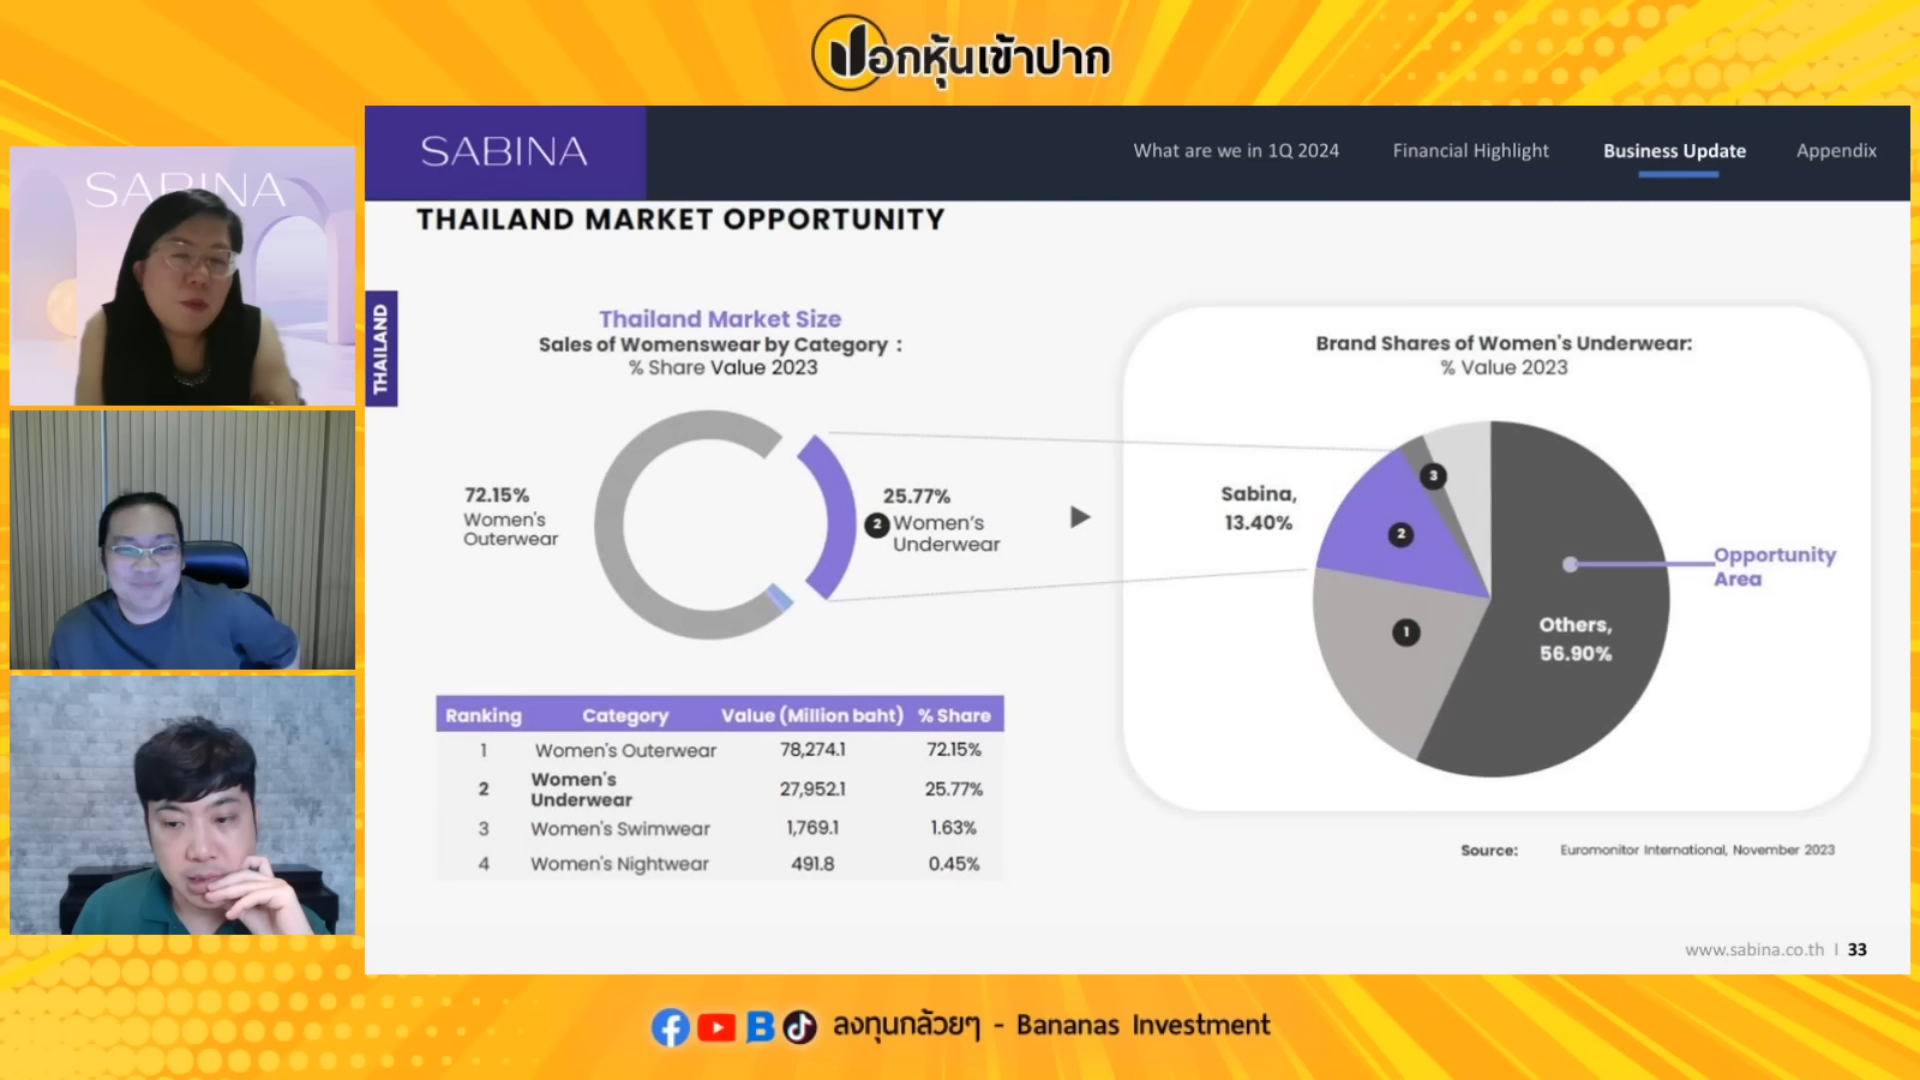 ปอกหุ้นเข้าปาก
SABINA
SABINA
What are we in 1Q 2024
Financial Highlight
Business Update
Appendix
THAILAND MARKET OPPORTUNITY
THAILAND
Thailand Market Size
Sales of Womenswear by Category :
% Share Value 2023
72.15%
Women's
Outerwear
25.77%
2 Women's
Underwear
Ranking Category Value (Million baht) % Share
1 Women's Outerwear 78,274.1 72.15%
2 Women's Underwear 27,952.1 25.77%
3 Women's Swimwear 1,769.1 1.63%
4 Women's Nightwear 491.8 0.45%
Brand Shares of Women's Underwear:
% Value 2023
Sabina,
13.40%
3
2
1
Opportunity
Area
Others,
56.90%
Source: Euromonitor International, November 2023
www.sabina.co.th | 33
ลงทุนกล้วยๆ - Bananas Investment